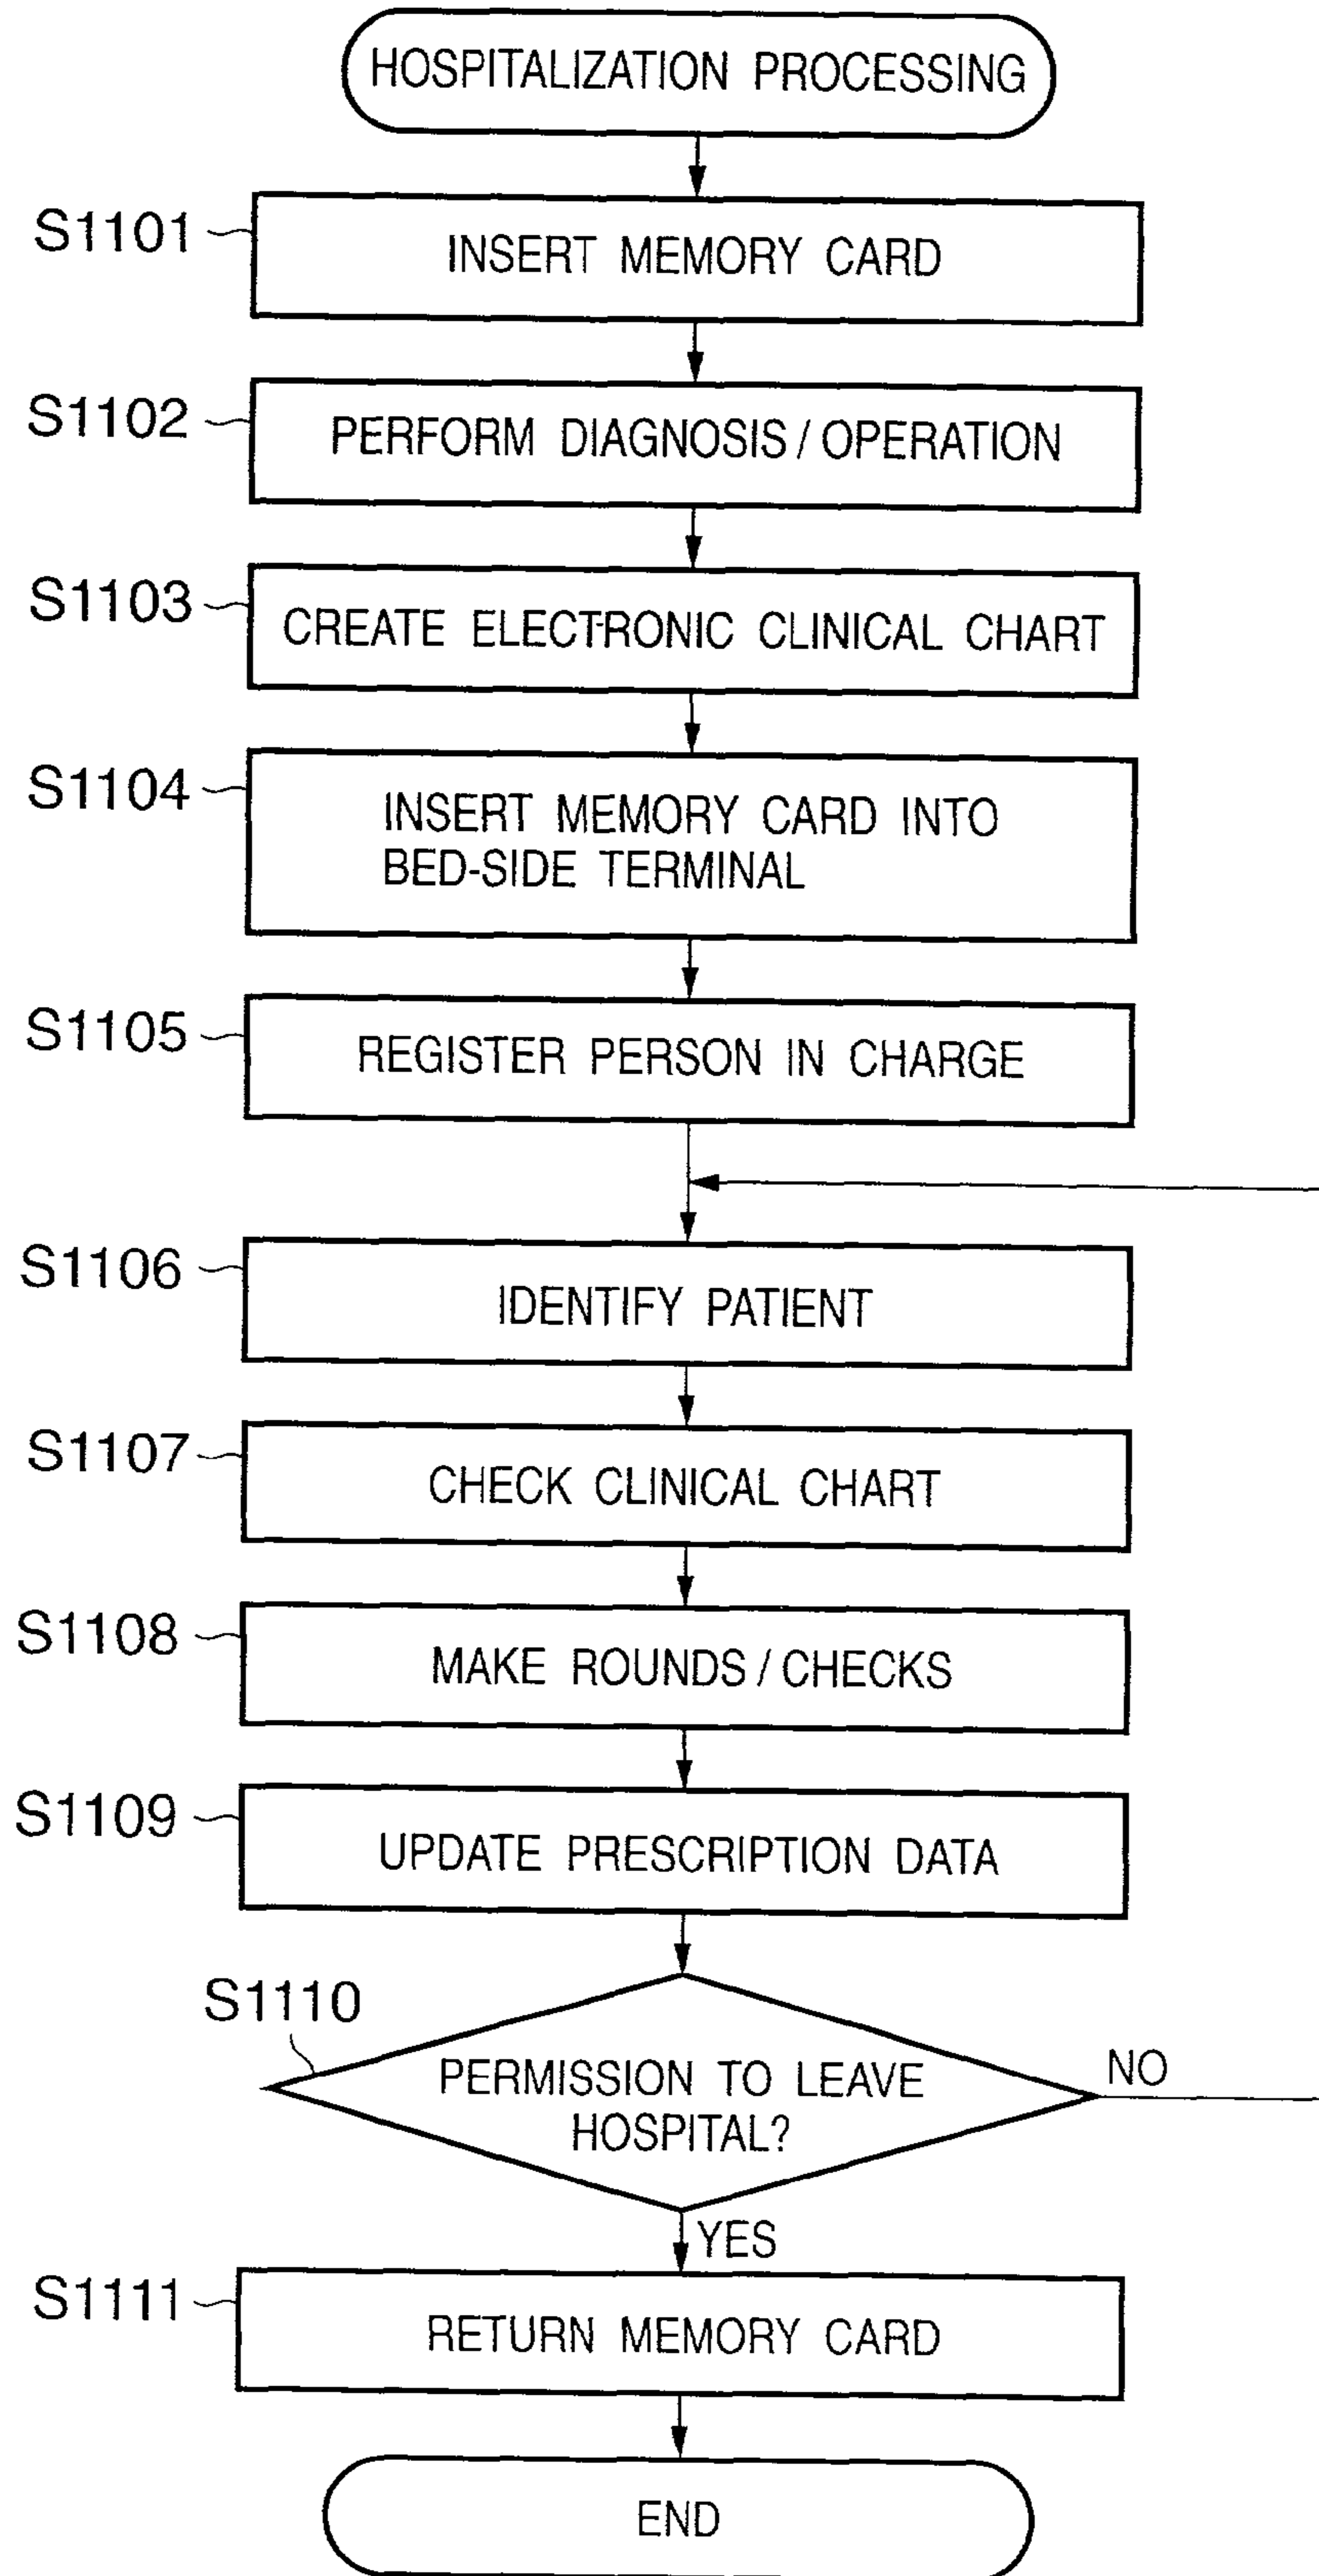 HOSPITALIZATION PROCESSING
S1101
INSERT MEMORY CARD
S1102
PERFORM DIAGNOSIS / OPERATION
S1103
CREATE ELECTRONIC CLINICAL CHART
S1104
INSERT MEMORY CARD INTO
BED-SIDE TERMINAL
S1105
REGISTER PERSON IN CHARGE
S1106
IDENTIFY PATIENT
S1107
CHECK CLINICAL CHART
S1108
MAKE ROUNDS / CHECKS
S1109
UPDATE PRESCRIPTION DATA
S1110
PERMISSION TO LEAVE
HOSPITAL?
NO
YES
S1111
RETURN MEMORY CARD
END